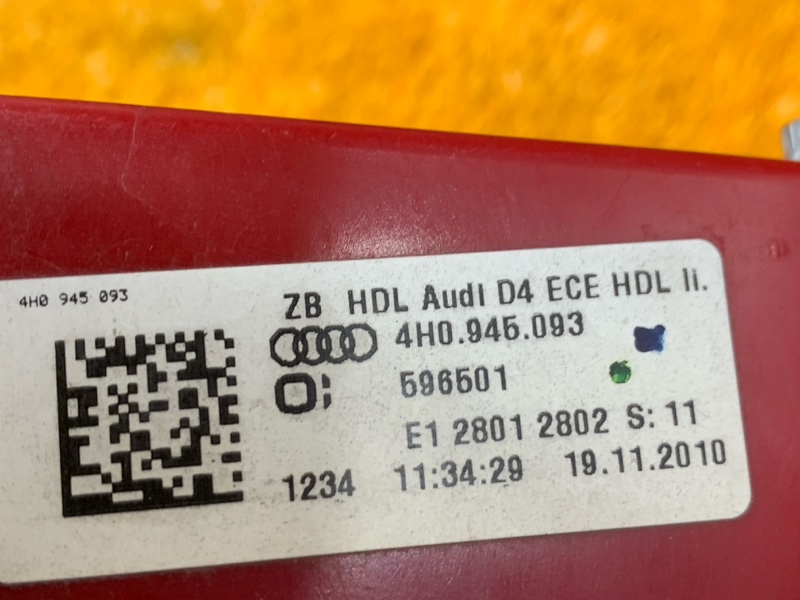 4H0 945 093
ZB HDL Audi D4 ECE HDL li.
4H0.945.093
O; 596501
E1 2801 2802 S: 11
1234 11:34:29 19.11.2010